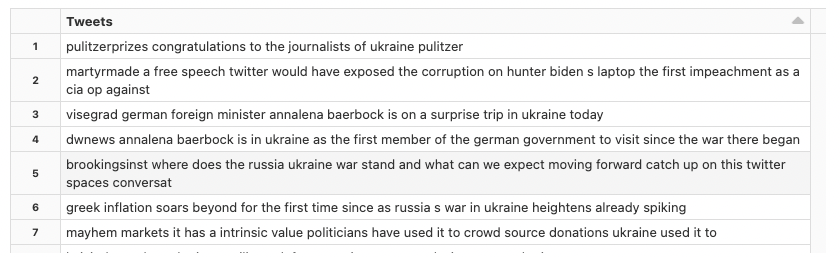 Tweets
1 pulitzerprizes congratulations to the journalists of ukraine pulitzer
2 martyrmade a free speech twitter would have exposed the corruption on hunter biden s laptop the first impeachment as a
cia op against
3 visegrad german foreign minister annalena baerbock is on a surprise trip in ukraine today
4 dwnews annalena baerbock is in ukraine as the first member of the german government to visit since the war there began
5 brookingsinst where does the russia ukraine war stand and what can we expect moving forward catch up on this twitter
spaces conversat
6 greek inflation soars beyond for the first time since as russia s war in ukraine heightens already spiking
7 mayhem markets it has a intrinsic value politicians have used it to crowd source donations ukraine used it to